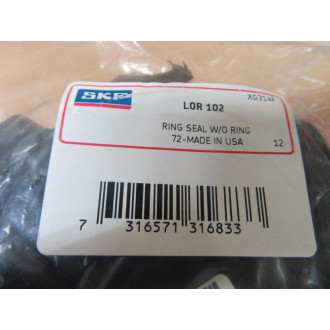 XG314F
SKF
LOR 102
RING SEAL W/O RING
72-MADE IN USA 12
7 316571 316833